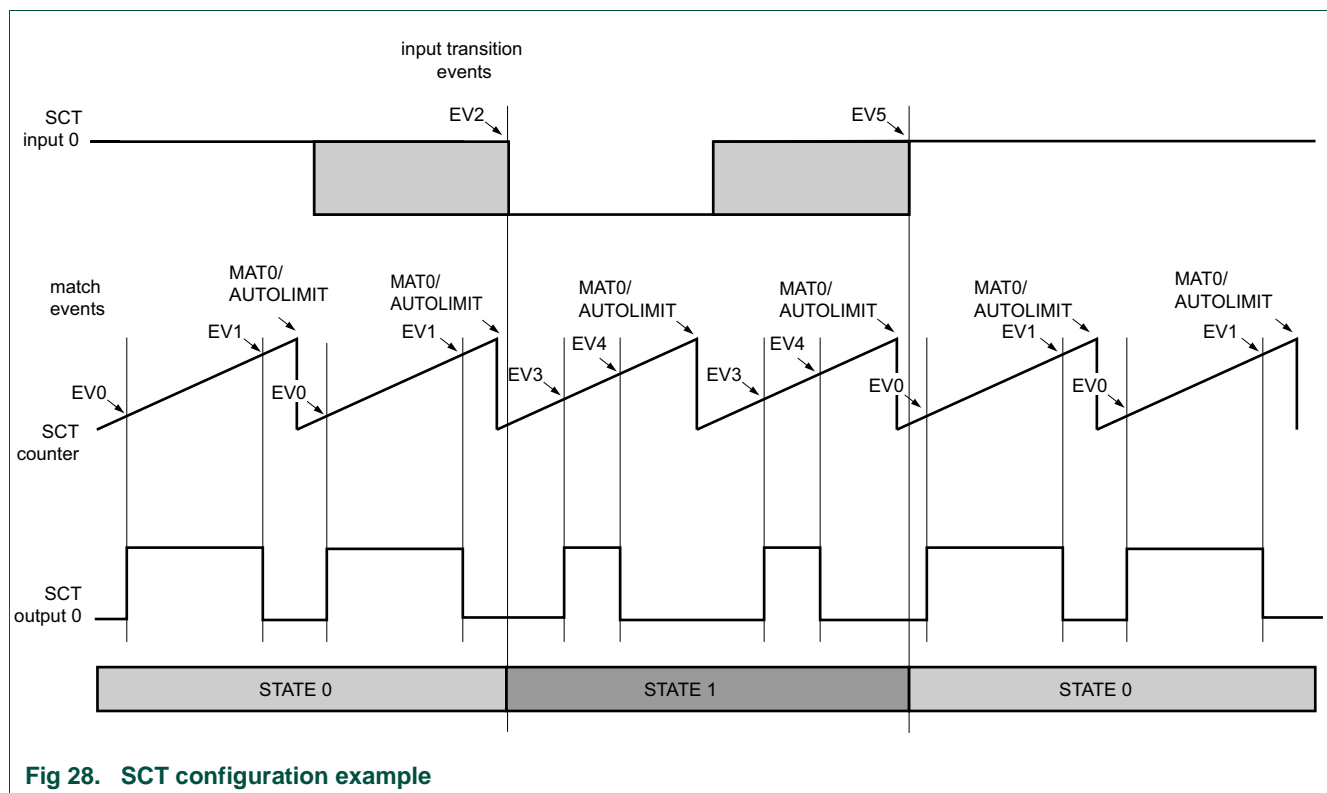 input transition
events
SCT
input 0
EV2
EV5
match
events
MAT0/
AUTOLIMIT
MAT0/
AUTOLIMIT
MAT0/
AUTOLIMIT
MAT0/
AUTOLIMIT
MAT0/
AUTOLIMIT
MAT0/
AUTOLIMIT
EV1
EV1
EV4
EV4
EV1
EV1
EV0
EV0
EV3
EV3
EV0
EV0
SCT
counter
SCT
output 0
STATE 0
STATE 1
STATE 0
Fig 28. SCT configuration example